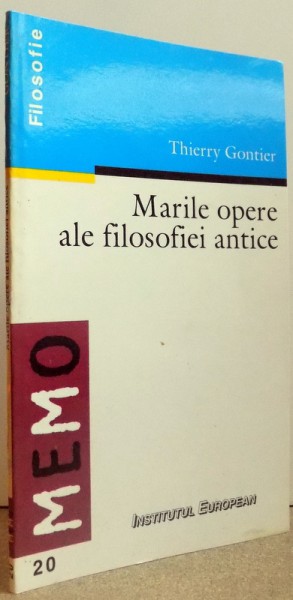 Filosofie
Thierry Gontier
Marile opere
ale filosofiei antice
MEMO
INSTITUTUL EUROPEAN
20